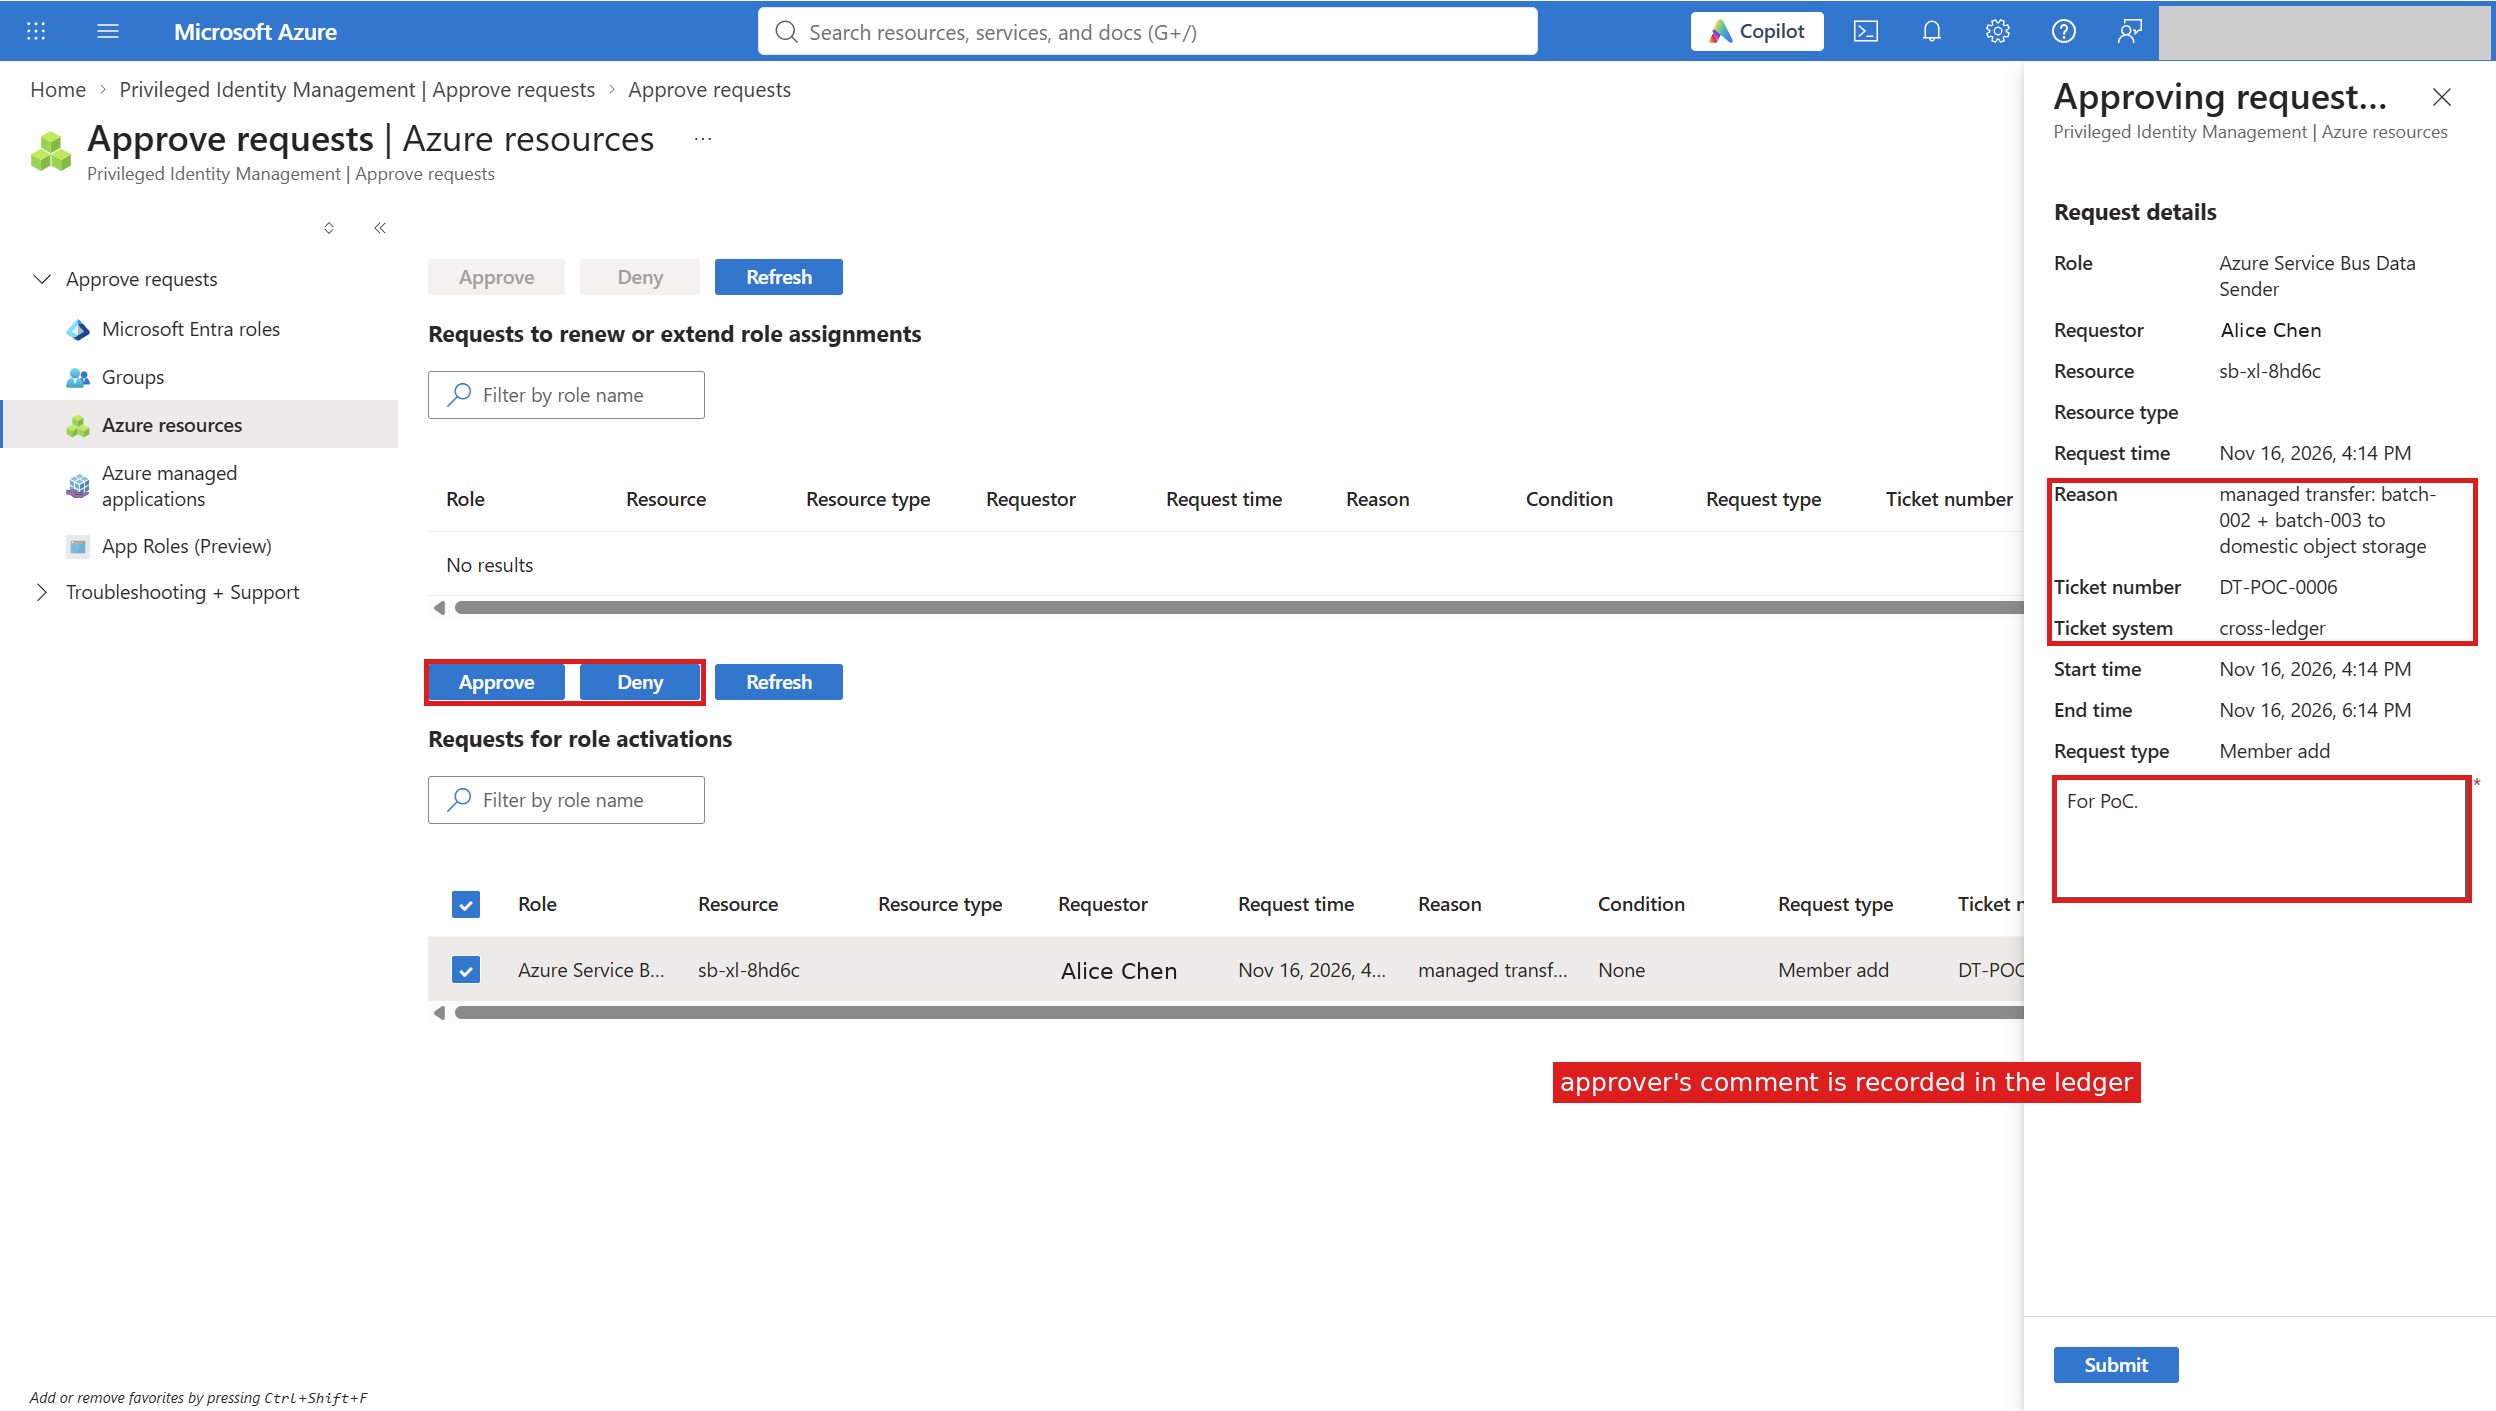 Microsoft Azure
Search resources, services, and docs (G+/)
Copilot
Home > Privileged Identity Management | Approve requests > Approve requests
Approve requests | Azure resources ...
Privileged Identity Management | Approve requests
Approve requests
Microsoft Entra roles
Groups
Azure resources
Azure managed
applications
App Roles (Preview)
Troubleshooting + Support
Approve Deny Refresh
Requests to renew or extend role assignments
Filter by role name
Role Resource Resource type Requestor Request time Reason Condition Request type Ticket number
No results
Approve Deny Refresh
Requests for role activations
Filter by role name
Role Resource Resource type Requestor Request time Reason Condition Request type Ticket r
Azure Service B... sb-xl-8hd6c Alice Chen Nov 16, 2026, 4... managed transf... None Member add DT-POC
approver's comment is recorded in the ledger
Add or remove favorites by pressing Ctrl+Shift+F
Approving request...
Privileged Identity Management | Azure resources
Request details
Role Azure Service Bus Data
Sender
Requestor Alice Chen
Resource sb-xl-8hd6c
Resource type
Request time Nov 16, 2026, 4:14 PM
Reason managed transfer: batch-
002 + batch-003 to
domestic object storage
Ticket number DT-POC-0006
Ticket system cross-ledger
Start time Nov 16, 2026, 4:14 PM
End time Nov 16, 2026, 6:14 PM
Request type Member add
*
For PoC.
Submit